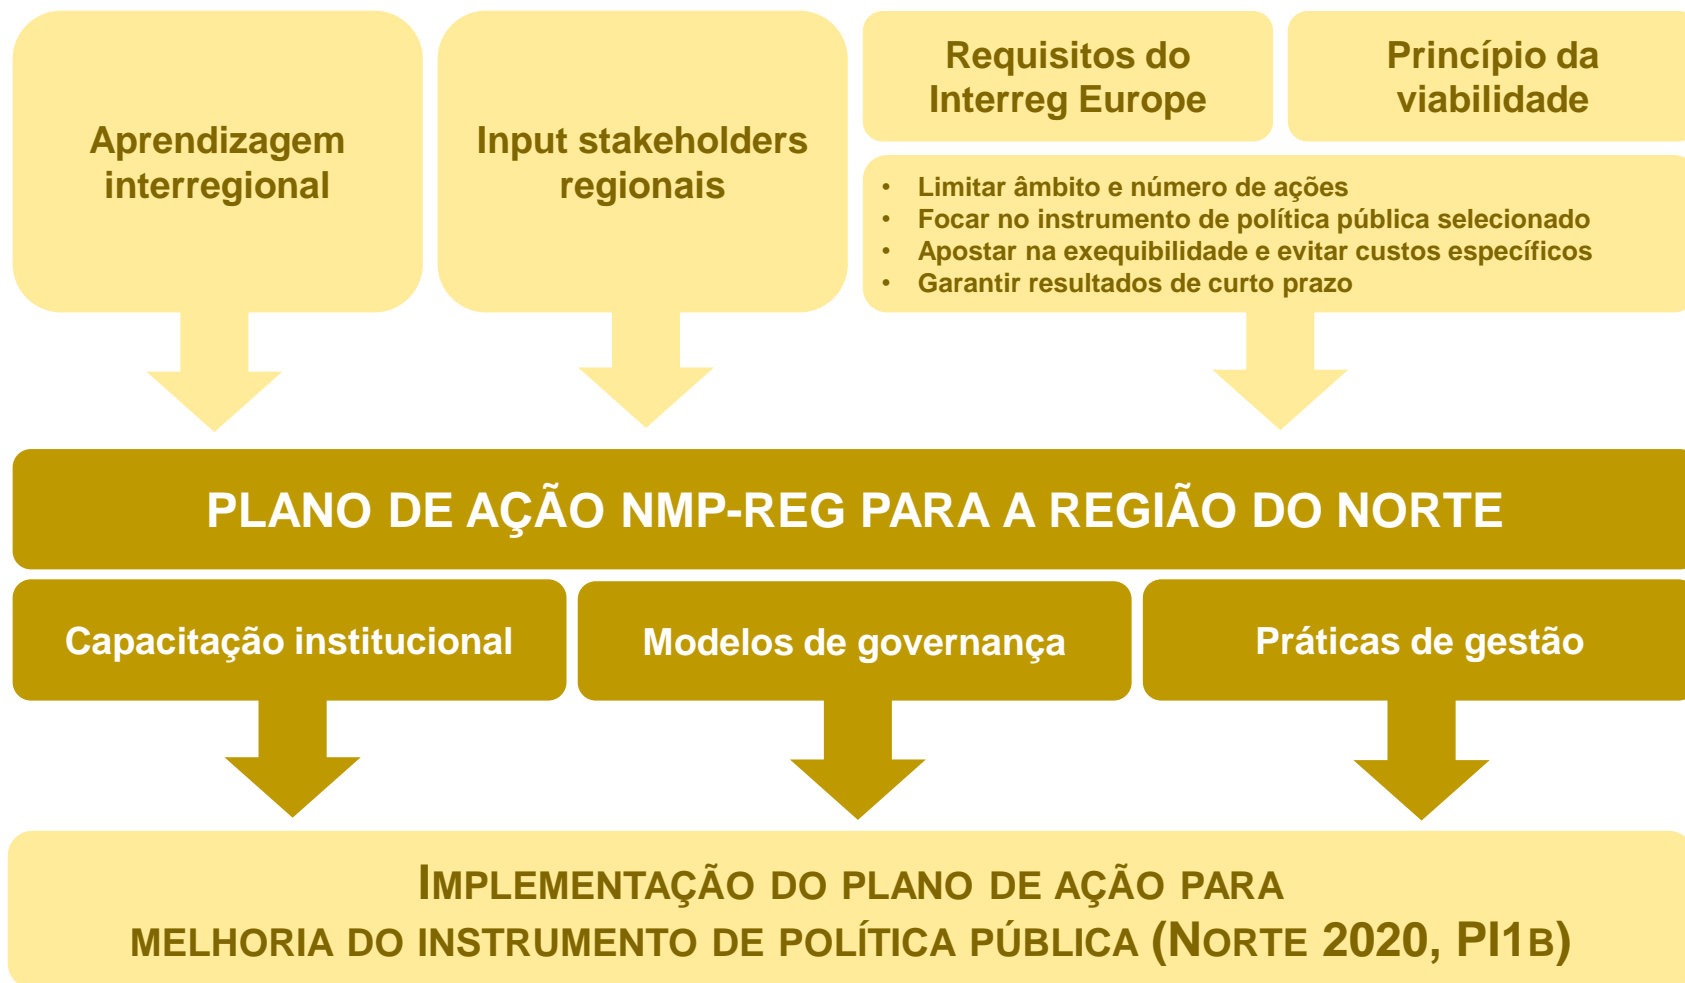 Aprendizagem
interregional
Input stakeholders
regionais
Requisitos do
Interreg Europe
Princípio da
viabilidade
• Limitar âmbito e número de ações
• Focar no instrumento de política pública selecionado
• Apostar na exequibilidade e evitar custos específicos
• Garantir resultados de curto prazo
PLANO DE AÇÃO NMP-REG PARA A REGIÃO DO NORTE
Capacitação institucional
Modelos de governança
Práticas de gestão
IMPLEMENTAÇÃO DO PLANO DE AÇÃO PARA
MELHORIA DO INSTRUMENTO DE POLÍTICA PÚBLICA (NORTE 2020, PI1B)